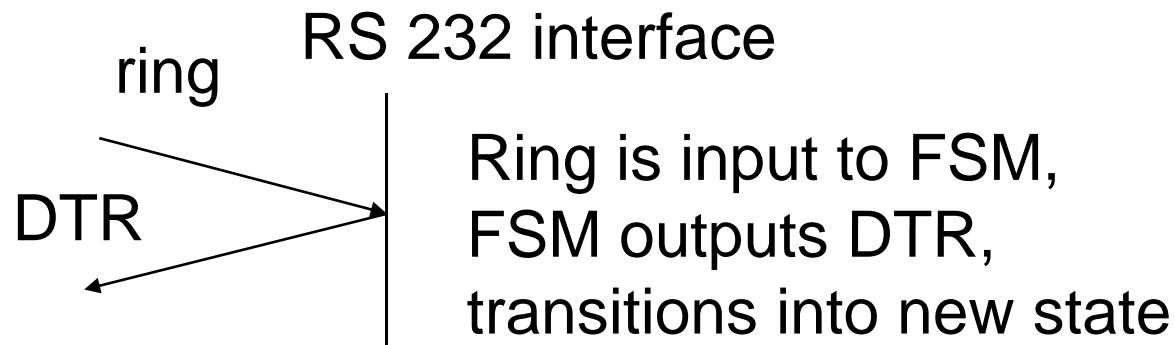 RS 232 interface
ring
Ring is input to FSM,
DTR
FSM outputs DTR,
transitions into new state